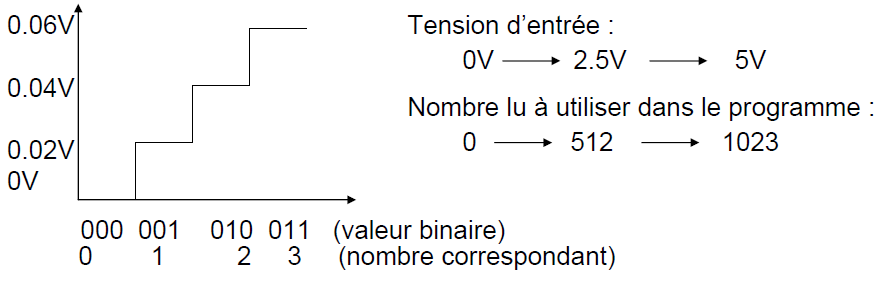 0.06V
0.04V
0.02V
0V
000 001 010 011 (valeur binaire)
0 1 2 3 (nombre correspondant)
Tension d’entrée :
0V 2.5V 5V
Nombre lu à utiliser dans le programme :
0 512 1023